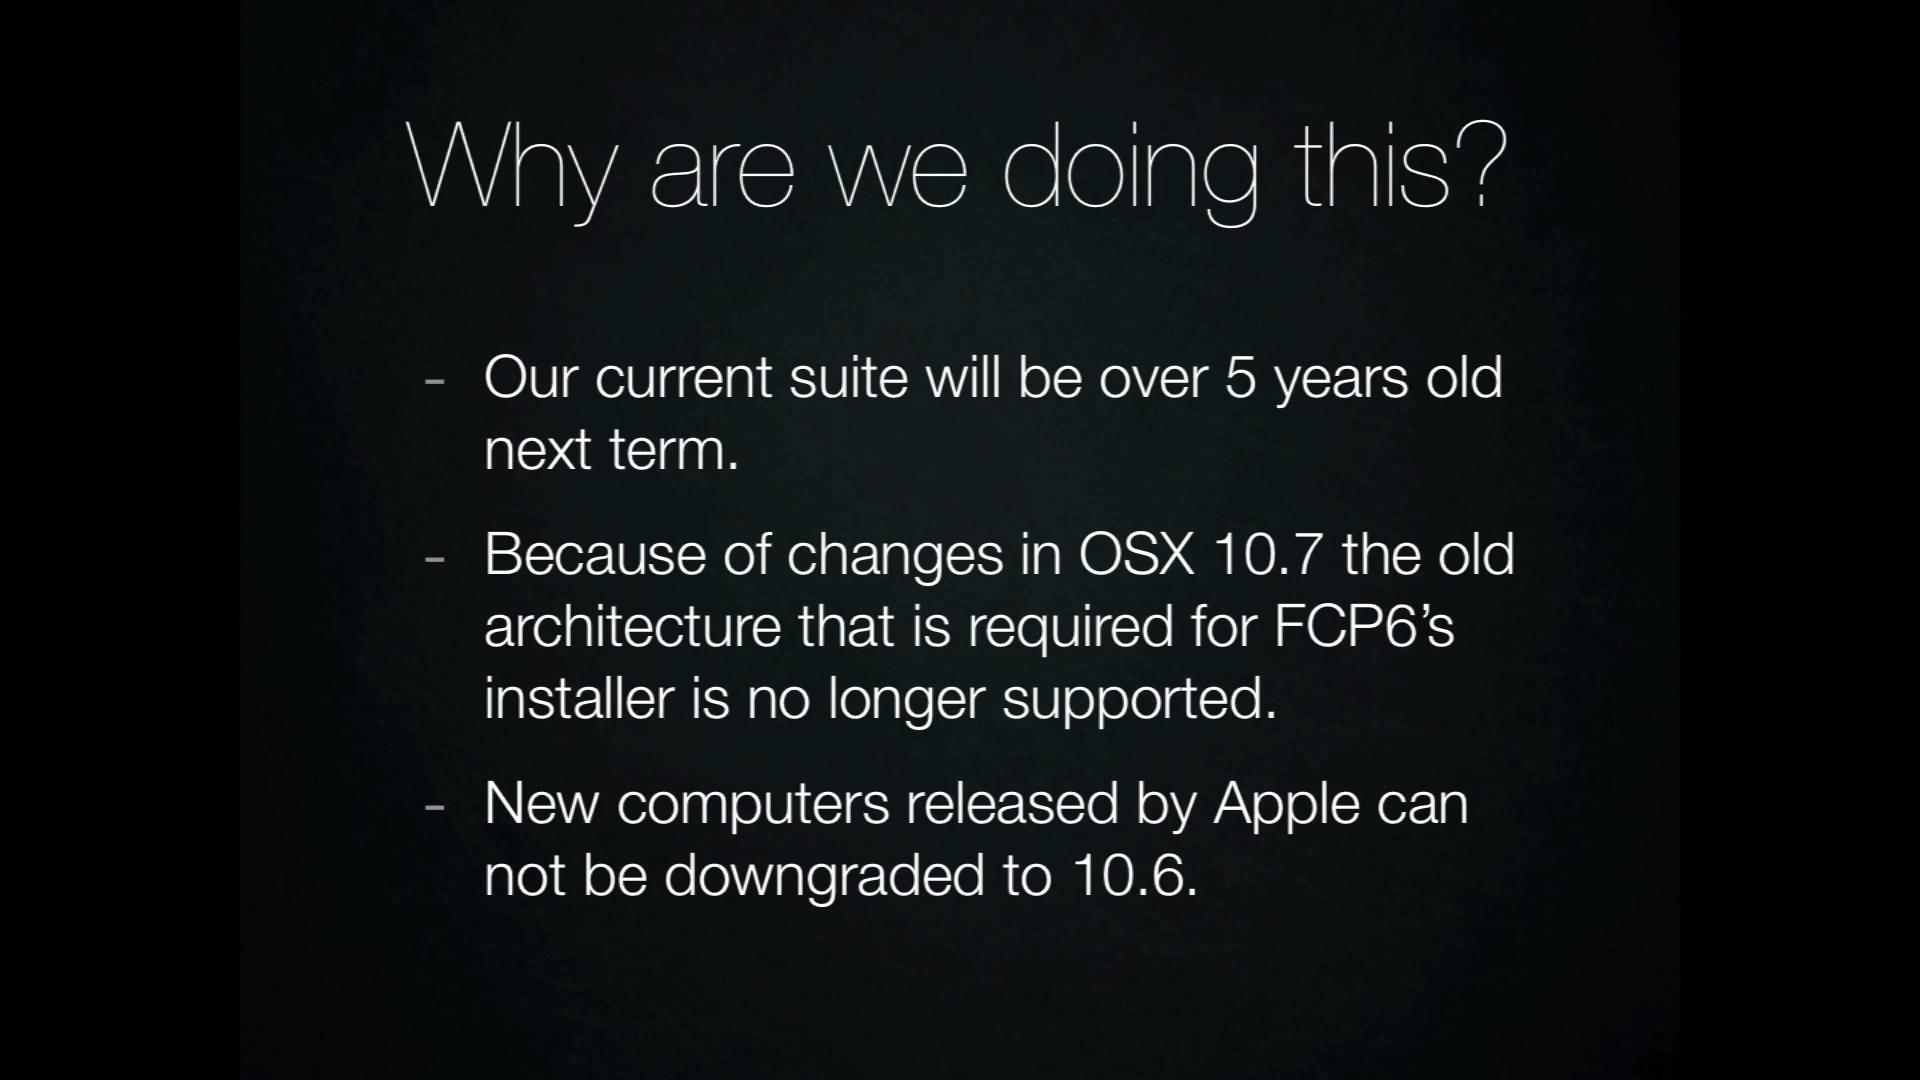 Why are we doing this?
- Our current suite will be over 5 years old
next term.
- Because of changes in OSX 10.7 the old
architecture that is required for FCP6’s
installer is no longer supported.
- New computers released by Apple can
not be downgraded to 10.6.